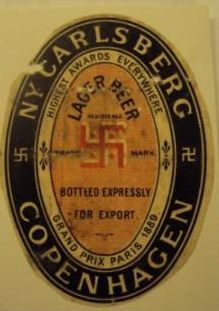 NY CARLSBERG
HIGHEST AWARDS EVERYWHERE
LAGER BEER
REGISTERED
TRADE MARK.
BOTTLED EXPRESSLY
FOR EXPORT.
GRAND PRIX PARIS 1889
COPENHAGEN